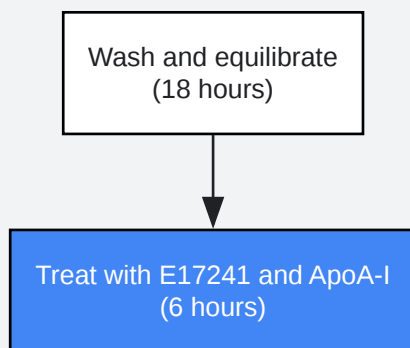 Wash and equilibrate
(18 hours)
Treat with E17241 and ApoA-I
(6 hours)